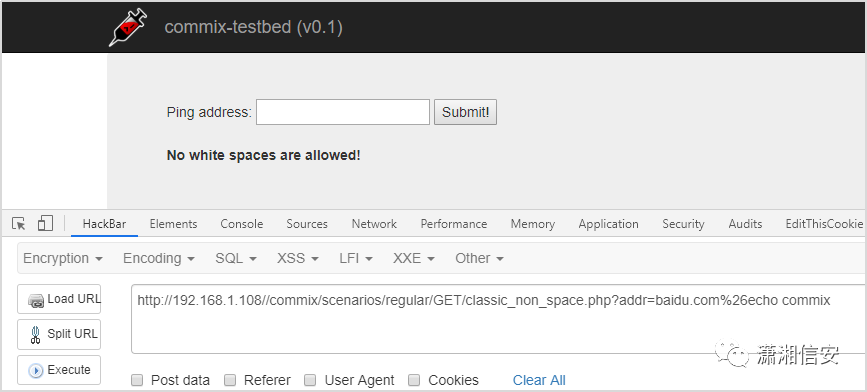 commix-testbed (v0.1)
Ping address: Submit!
No white spaces are allowed!
HackBar Elements Console Sources Network Performance Memory Application Security Audits EditThisCookie
Encryption Encoding SQL XSS LFI XXE Other
Load URL
http://192.168.1.108//commix/scenarios/regular/GET/classic_non_space.php?addr=baidu.com%26echo commix
Split URL
Execute
Post data Referer User Agent Cookies Clear All
潇湘信安